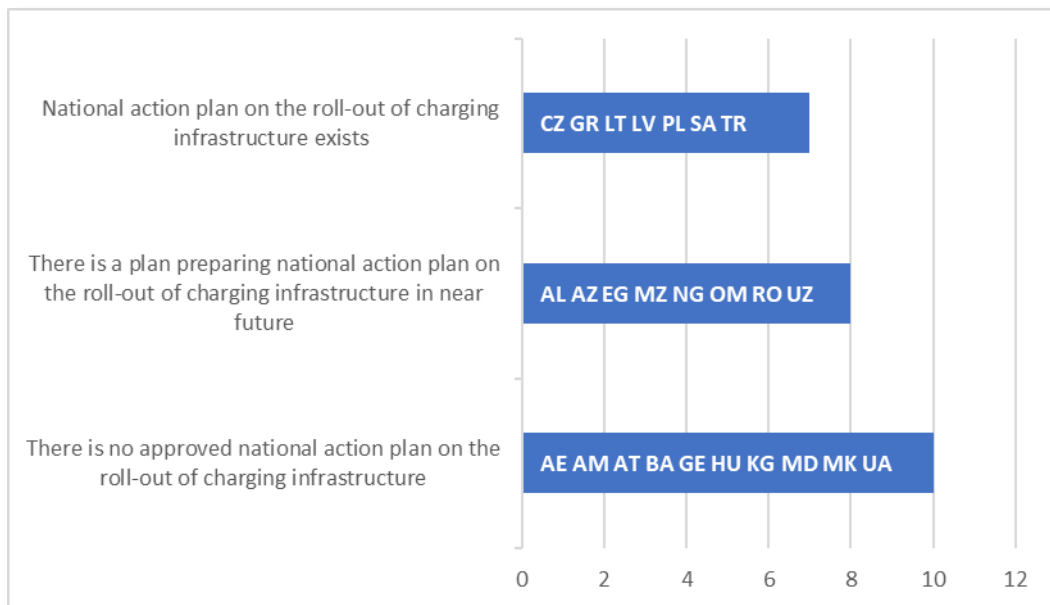 National action plan on the roll-out of charging
infrastructure exists
CZ GR LT LV PL SA TR
There is a plan preparing national action plan on
the roll-out of charging infrastructure in near
future
AL AZ EG MZ NG OM RO UZ
There is no approved national action plan on the
roll-out of charging infrastructure
AE AM AT BA GE HU KG MD MK UA
0 2 4 6 8 10 12